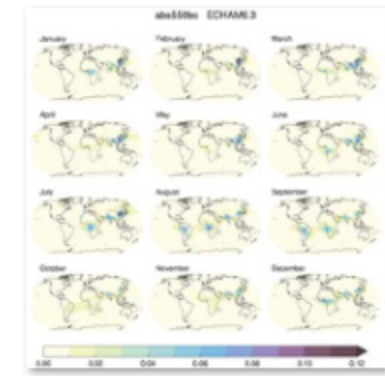 aba550bc ECHAM6.3
January February March
April May June
July August September
October November December
0.00 0.02 0.04 0.06 0.08 0.10 0.12